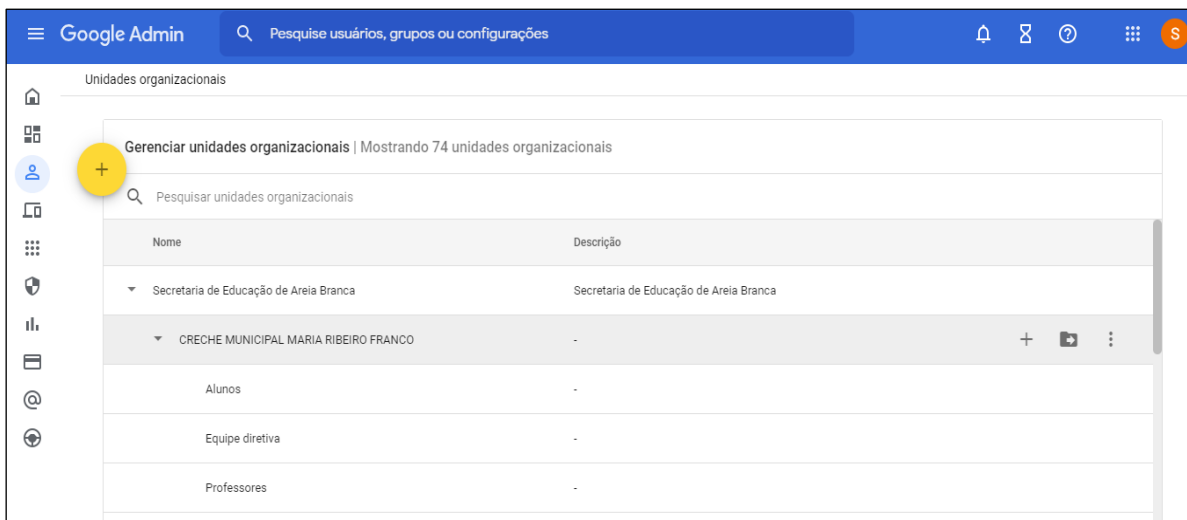 Google Admin
Pesquise usuários, grupos ou configurações
S
Unidades organizacionais
Gerenciar unidades organizacionais | Mostrando 74 unidades organizacionais
Pesquisar unidades organizacionais
Nome Descrição
Secretaria de Educação de Areia Branca Secretaria de Educação de Areia Branca
CRECHE MUNICIPAL MARIA RIBEIRO FRANCO -
Alunos -
Equipe diretiva -
Professores -